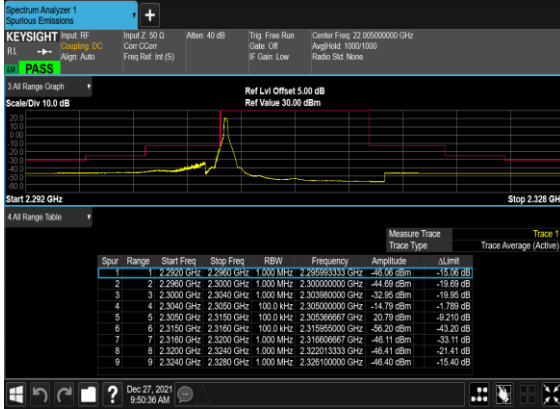 Spectrum Analyzer 1
Spurious Emissions
KEYSIGHT Input: RF Input Z: 50 Ω Atten: 40 dB Trig: Free Run Center Freq: 22.005000000 GHz
RL Coupling: DC Corr CCorr Gate: Off Avg|Hold: 1000/1000
Align: Auto Freq Ref: Int (S) IF Gain: Low Radio Std: None
PASS
3 All Range Graph
Ref Lvl Offset 5.00 dB
Scale/Div 10.0 dB Ref Value 30.00 dBm
20.0
10.0
0.00
-10.0
-20.0
-30.0
-40.0
-50.0
-60.0
Start 2.292 GHz Stop 2.328 GH
4 All Range Table
Measure Trace Trace 1
Trace Type Trace Average (Active)
Spur Range Start Freq Stop Freq RBW Frequency Amplitude ΔLimit
1 1 2.2920 GHz 2.2960 GHz 1.000 MHz 2.295993333 GHz -46.06 dBm -15.06 dB
2 2 2.2960 GHz 2.3000 GHz 1.000 MHz 2.300000000 GHz -44.69 dBm -19.69 dB
3 3 2.3000 GHz 2.3040 GHz 1.000 MHz 2.303980000 GHz -32.95 dBm -19.95 dB
4 4 2.3040 GHz 2.3050 GHz 100.0 kHz 2.305000000 GHz -14.79 dBm -1.789 dB
5 5 2.3050 GHz 2.3150 GHz 100.0 kHz 2.305366667 GHz 20.79 dBm -9.210 dB
6 6 2.3150 GHz 2.3160 GHz 100.0 kHz 2.315955000 GHz -56.20 dBm -43.20 dB
7 7 2.3160 GHz 2.3200 GHz 1.000 MHz 2.316606667 GHz -46.11 dBm -33.11 dB
8 8 2.3200 GHz 2.3240 GHz 1.000 MHz 2.322013333 GHz -46.41 dBm -21.41 dB
9 9 2.3240 GHz 2.3280 GHz 1.000 MHz 2.326100000 GHz -46.40 dBm -15.40 dB
Dec 27, 2021
9:50:36 AM